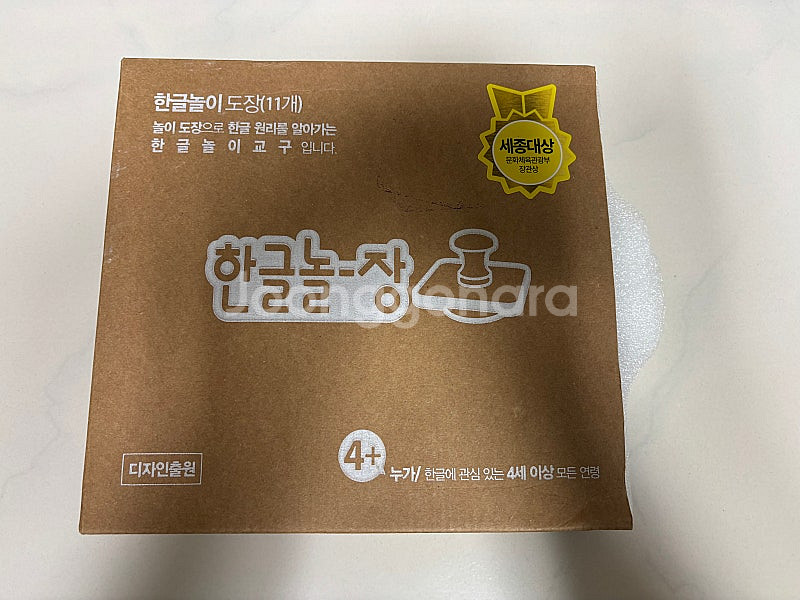 한글놀이 도장(11개)
놀이 도장으로 한글 원리를 알아가는
한글놀이교구 입니다.
세종대상
문화체육관광부
장관상
한글놀-장
Joonggonara
디자인출원
4+
누가/ 한글에 관심 있는 4세 이상 모든 연령